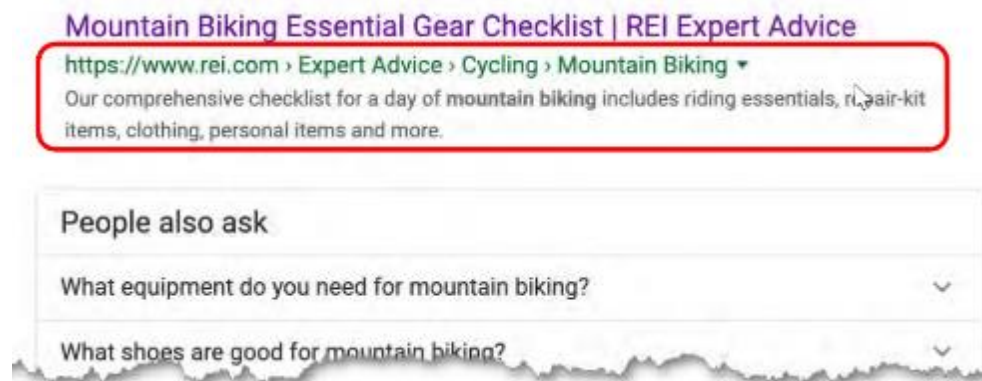 Mountain Biking Essential Gear Checklist | REI Expert Advice
https://www.rei.com › Expert Advice › Cycling › Mountain Biking ▾
Our comprehensive checklist for a day of mountain biking includes riding essentials, repair-kit
items, clothing, personal items and more.
People also ask
What equipment do you need for mountain biking?
What shoes are good for mountain biking?